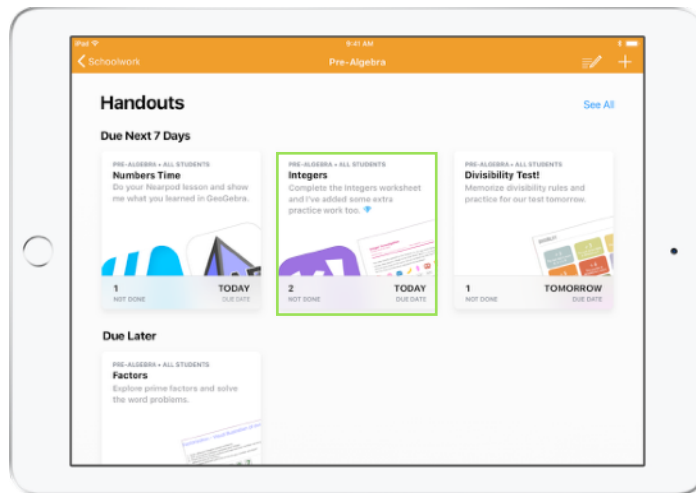 iPad
9:41 AM
Schoolwork
Pre-Algebra
Handouts
See All
Due Next 7 Days
PRE-ALGEBRA • ALL STUDENTS
Numbers Time
Do your Nearpod lesson and show
me what you learned in GeoGebra.
1
NOT DONE
TODAY
DUE DATE
PRE-ALGEBRA • ALL STUDENTS
Integers
Complete the Integers worksheet
and I've added some extra
practice work too. 💎
2
NOT DONE
TODAY
DUE DATE
PRE-ALGEBRA • ALL STUDENTS
Divisibility Test!
Memorize divisibility rules and
practice for our test tomorrow.
1
NOT DONE
TOMORROW
DUE DATE
Due Later
PRE-ALGEBRA • ALL STUDENTS
Factors
Explore prime factors and solve
the word problems.